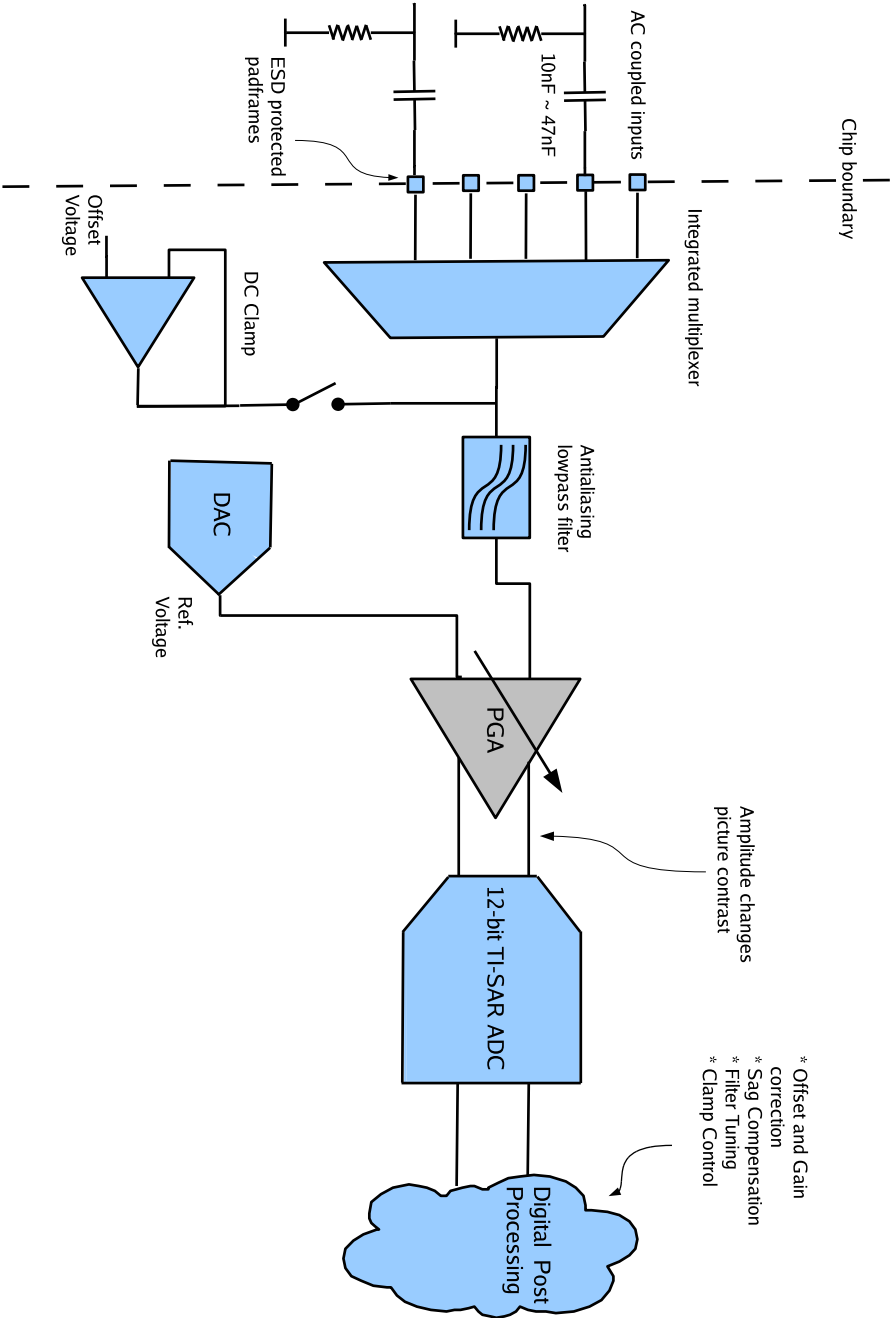 Chip boundary
AC coupled inputs
10nF ~ 47nF
ESD protected
padframes
Integrated multiplexer
Offset
Voltage
DC Clamp
Antialiasing
lowpass filter
DAC
Ref.
Voltage
PGA
Amplitude changes
picture contrast
12-bit TI-SAR ADC
* Offset and Gain
correction
* Sag Compensation
* Filter Tuning
* Clamp Control
Digital Post
Processing